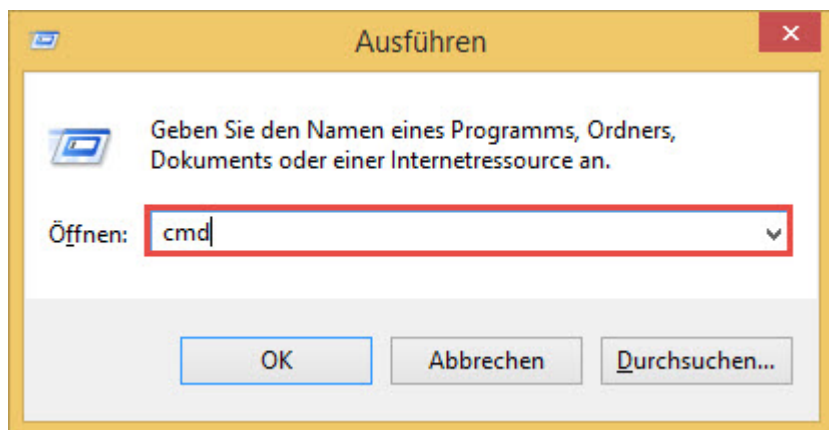 Ausführen
Geben Sie den Namen eines Programms, Ordners,
Dokuments oder einer Internetressource an.
Öffnen:
cmd
OK
Abbrechen
Durchsuchen...